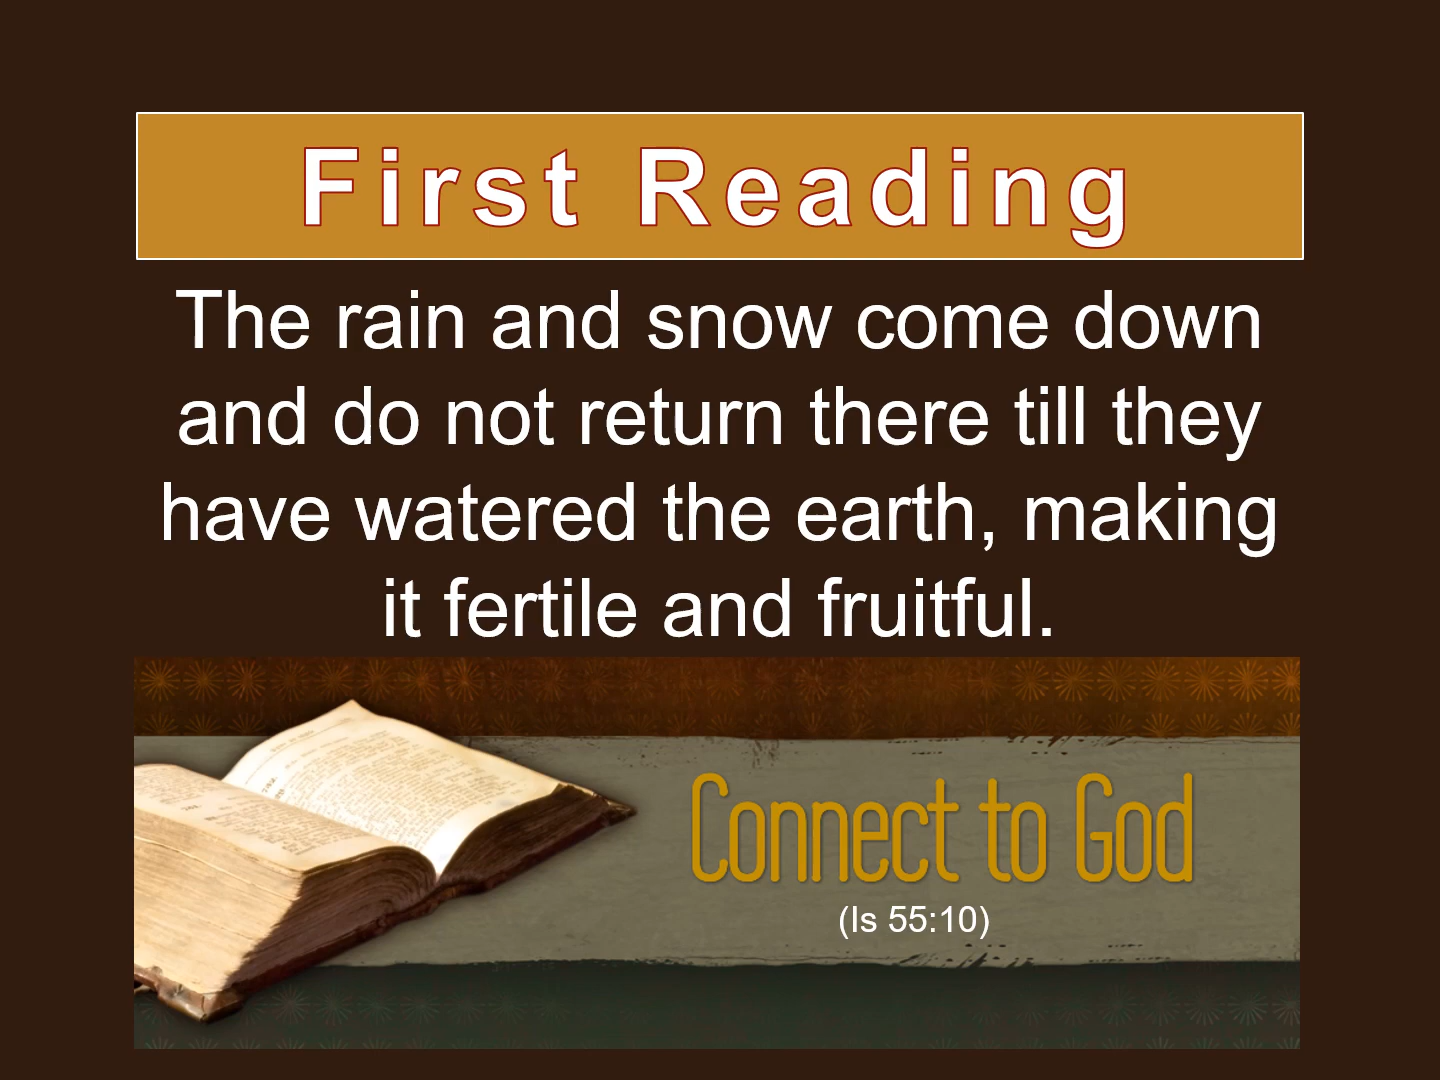 First Reading
The rain and snow come down
and do not return there till they
have watered the earth, making
it fertile and fruitful.
Connect to God
(Is 55:10)